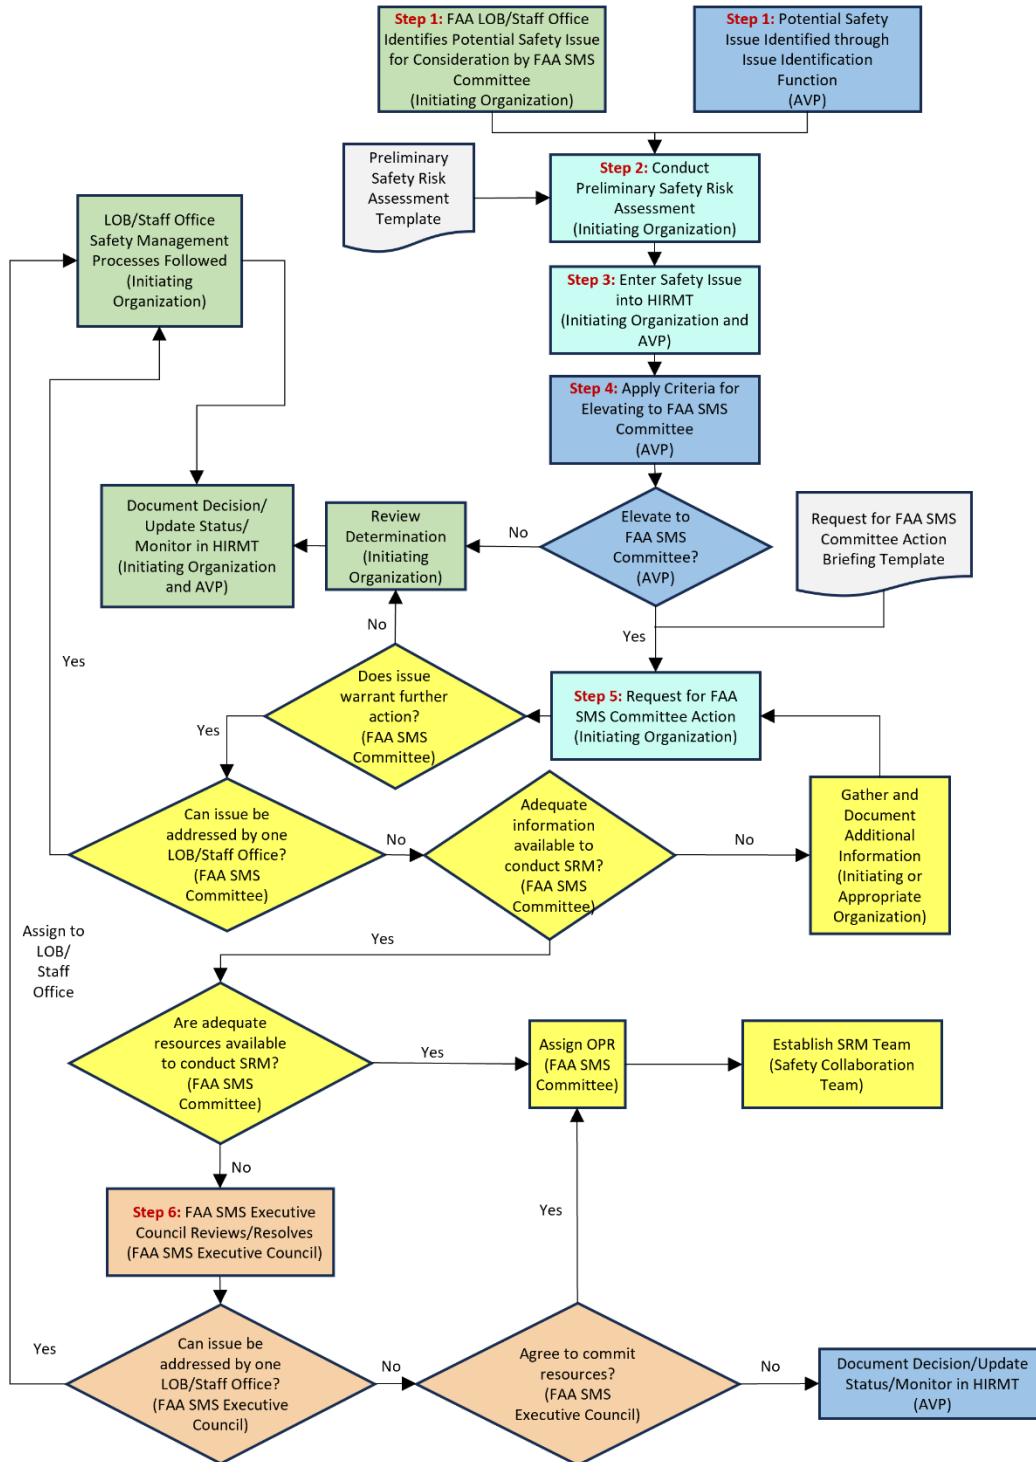 Step 1: FAA LOB/Staff Office
Identifies Potential Safety Issue
for Consideration by FAA SMS
Committee
(Initiating Organization)
Step 1: Potential Safety
Issue Identified through
Issue Identification
Function
(AVP)
Preliminary
Safety Risk
Assessment
Template
Step 2: Conduct
Preliminary Safety Risk
Assessment
(Initiating Organization)
LOB/Staff Office
Safety Management
Processes Followed
(Initiating
Organization)
Step 3: Enter Safety Issue
into HIRMT
(Initiating Organization and
AVP)
Step 4: Apply Criteria for
Elevating to FAA SMS
Committee
(AVP)
Document Decision/
Update Status/
Monitor in HIRMT
(Initiating Organization
and AVP)
Review
Determination
(Initiating
Organization)
No
Elevate to
FAA SMS
Committee?
(AVP)
Request for FAA SMS
Committee Action
Briefing Template
No
Yes
Yes
Does issue
warrant further
action?
(FAA SMS
Committee)
Step 5: Request for FAA
SMS Committee Action
(Initiating Organization)
Yes
Can issue be
addressed by one
LOB/Staff Office?
(FAA SMS
Committee)
No
Adequate
information
available to
conduct SRM?
(FAA SMS
Committee)
No
Gather and
Document
Additional
Information
(Initiating or
Appropriate
Organization)
Assign to
LOB/
Staff
Office
Yes
Are adequate
resources available
to conduct SRM?
(FAA SMS
Committee)
Yes
Assign OPR
(FAA SMS
Committee)
Establish SRM Team
(Safety Collaboration
Team)
No
Step 6: FAA SMS Executive
Council Reviews/Resolves
(FAA SMS Executive Council)
Yes
Yes
Can issue be
addressed by one
LOB/Staff Office?
(FAA SMS Executive
Council)
No
Agree to commit
resources?
(FAA SMS
Executive Council)
No
Document Decision/Update
Status/Monitor in HIRMT
(AVP)